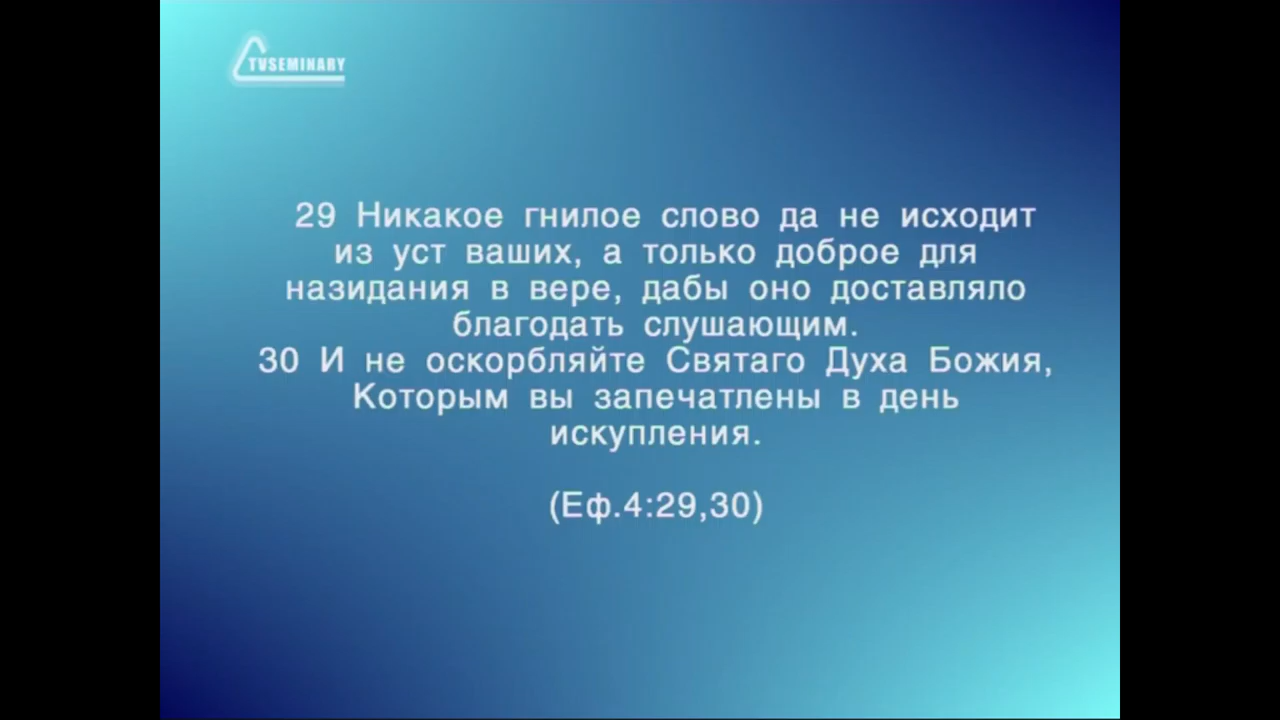 TVSEMINARY
29 Никакое гнилое слово да не исходит
из уст ваших, а только доброе для
назидания в вере, дабы оно доставляло
благодать слушающим.
30 И не оскорбляйте Святаго Духа Божия,
Которым вы запечатлены в день
искупления.
(Еф.4:29,30)